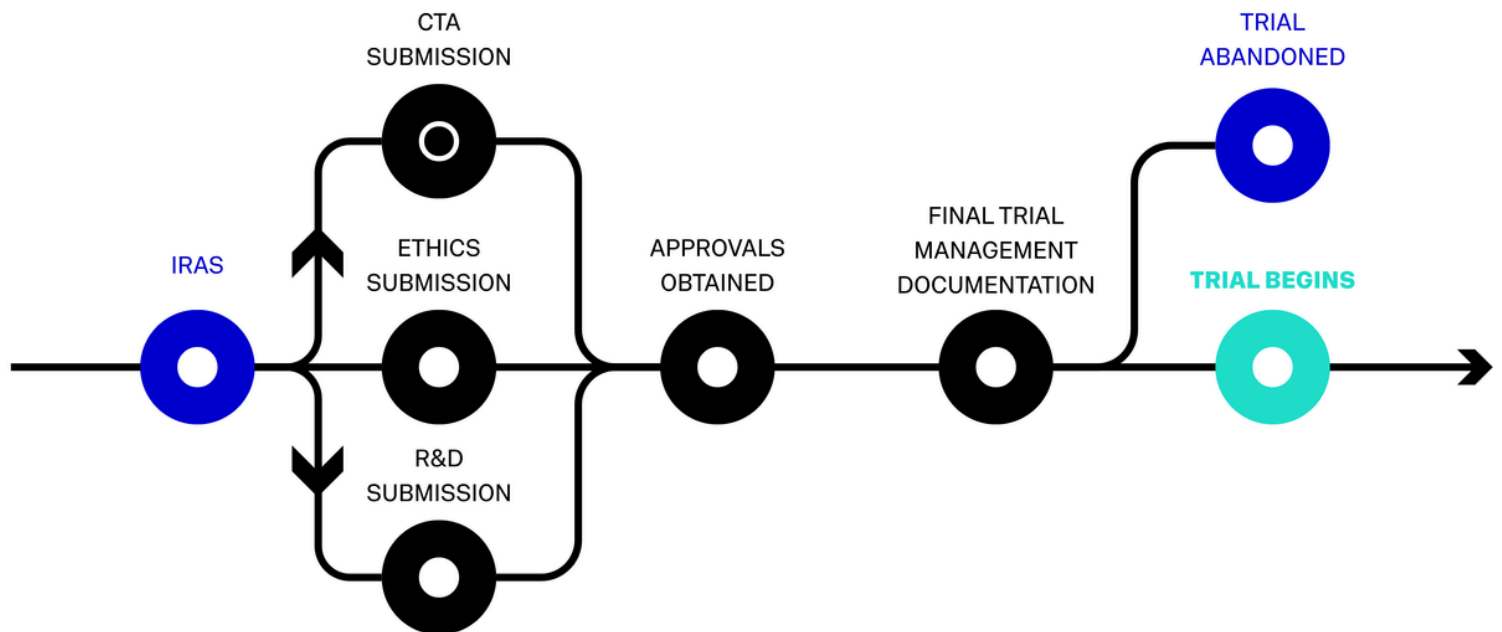 CTA
SUBMISSION
TRIAL
ABANDONED
IRAS
ETHICS
SUBMISSION
APPROVALS
OBTAINED
FINAL TRIAL
MANAGEMENT
DOCUMENTATION
TRIAL BEGINS
R&D
SUBMISSION